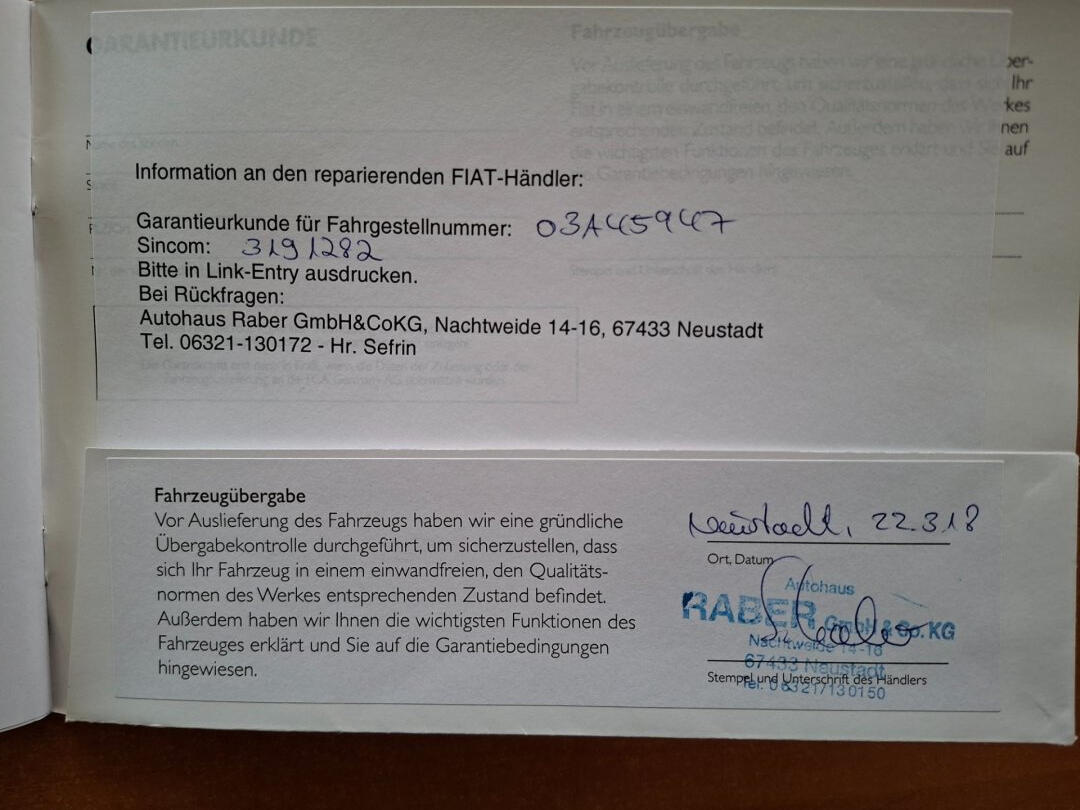 GARANTIEURKUNDE
Fahrzeugübergabe
Information an den reparierenden FIAT-Händler:
Garantieurkunde für Fahrgestellnummer: 03A45947
Sincom: 3191282
Bitte in Link-Entry ausdrucken.
Bei Rückfragen:
Autohaus Raber GmbH&CoKG, Nachtweide 14-16, 67433 Neustadt
Tel. 06321-130172 - Hr. Sefrin
Fahrzeugübergabe
Vor Auslieferung des Fahrzeugs haben wir eine gründliche
Übergabekontrolle durchgeführt, um sicherzustellen, dass
sich Ihr Fahrzeug in einem einwandfreien, den Qualitäts-
normen des Werkes entsprechenden Zustand befindet.
Außerdem haben wir Ihnen die wichtigsten Funktionen des
Fahrzeuges erklärt und Sie auf die Garantiebedingungen
hingewiesen.
Neustadt, 22.3.18
Ort, Datum
Autohaus
RABER GmbH & Co. KG
Nachtweide 14-16
67433 Neustadt
Stempel und Unterschrift des Händlers
Tel. 06321/130150